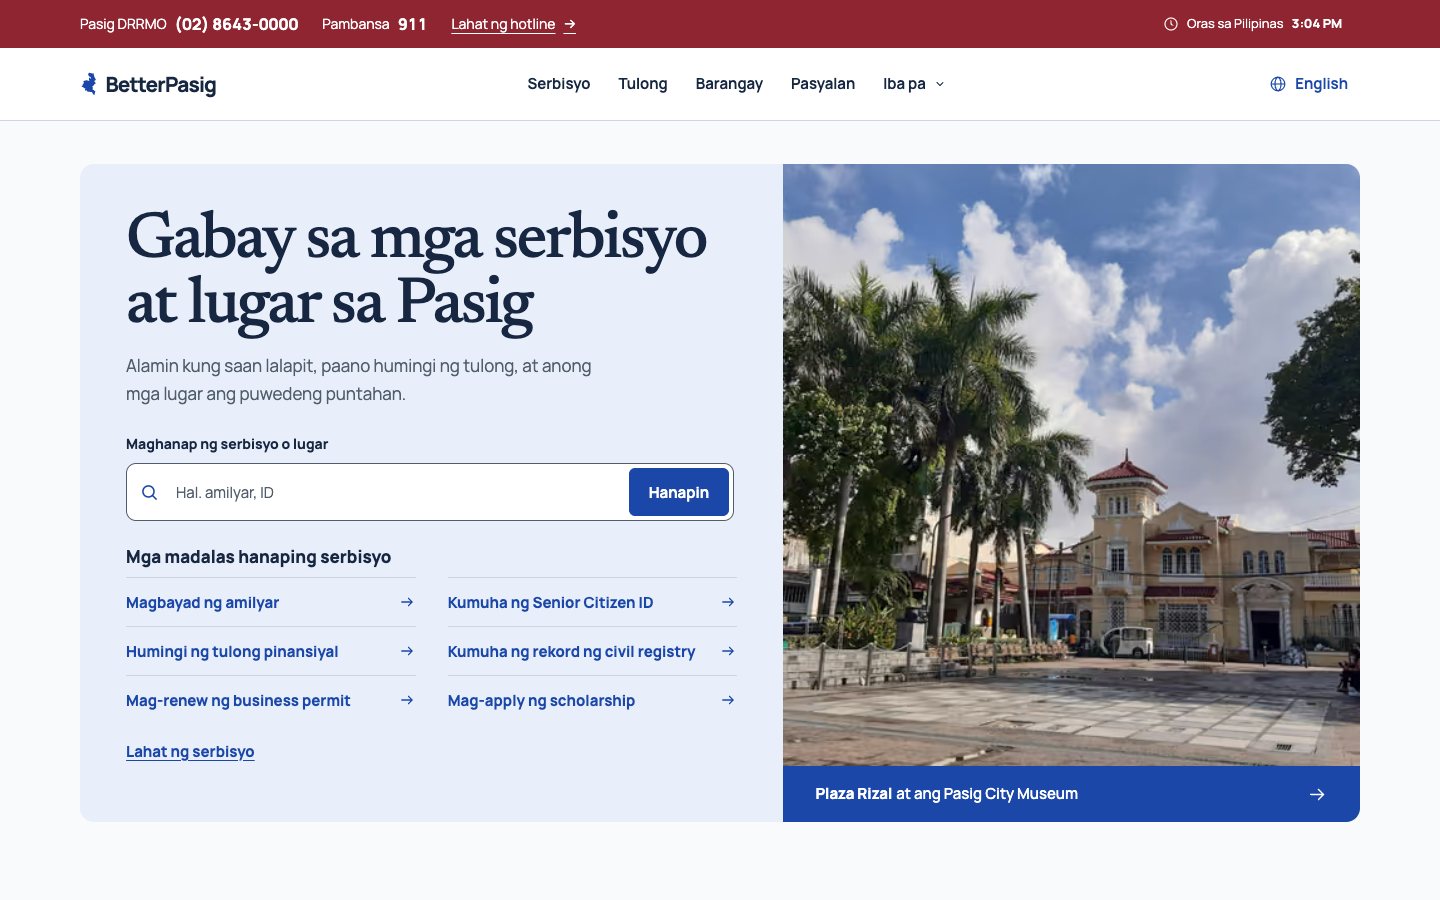 Pasig DRRMO (02) 8643-0000 Pambansa 911 Lahat ng hotline → Oras sa Pilipinas 3:04 PM
BetterPasig Serbisyo Tulong Barangay Pasyalan Iba pa English
Gabay sa mga serbisyo
at lugar sa Pasig
Alamin kung saan lalapit, paano humingi ng tulong, at anong
mga lugar ang puwedeng puntahan.
Maghanap ng serbisyo o lugar
Hal. amilyar, ID Hanapin
Mga madalas hanaping serbisyo
Magbayad ng amilyar → Kumuha ng Senior Citizen ID →
Humingi ng tulong pinansiyal → Kumuha ng rekord ng civil registry →
Mag-renew ng business permit → Mag-apply ng scholarship →
Lahat ng serbisyo
Plaza Rizal at ang Pasig City Museum →